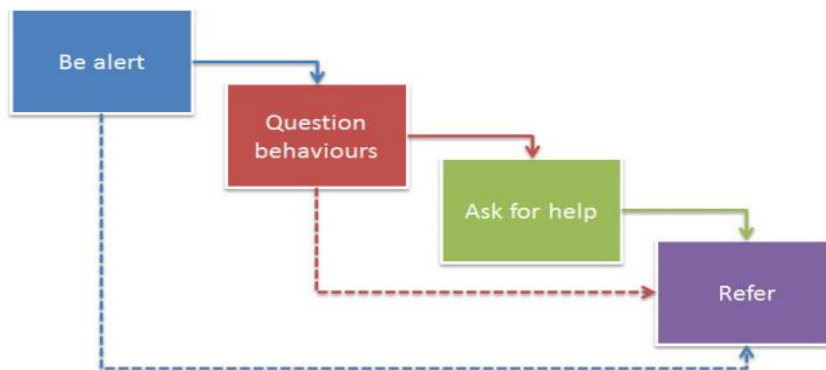 Be alert
Question
behaviours
Ask for help
Refer